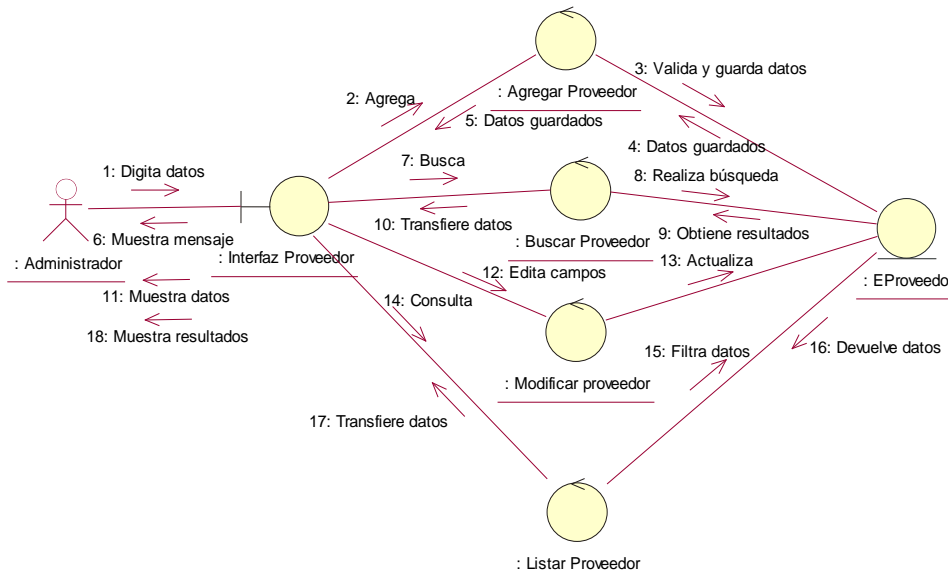 3: Valida y guarda datos
2: Agrega
: Agregar Proveedor
5: Datos guardados
4: Datos guardados
1: Digita datos
7: Busca
8: Realiza búsqueda
6: Muestra mensaje
10: Transfiere datos
: Buscar Proveedor
9: Obtiene resultados
: Administrador
: Interfaz Proveedor
12: Edita campos
13: Actualiza
: EProveedo
11: Muestra datos
14: Consulta
18: Muestra resultados
15: Filtra datos
16: Devuelve datos
: Modificar proveedor
17: Transfiere datos
: Listar Proveedor